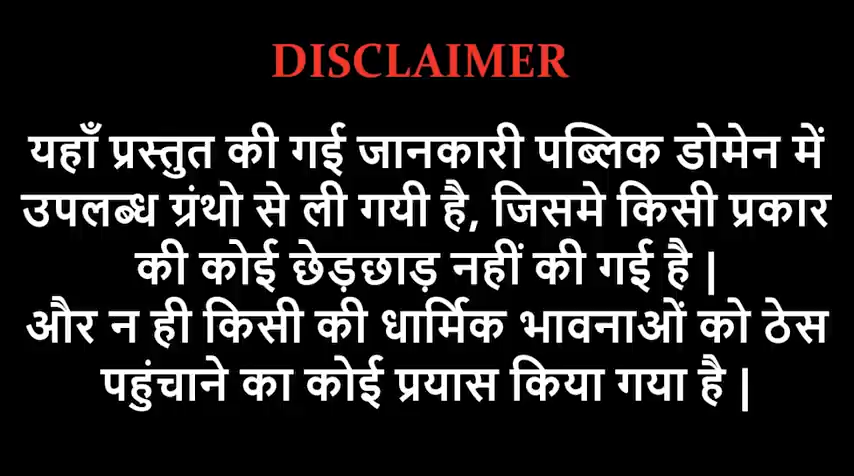 DISCLAIMER
यहाँ प्रस्तुत की गई जानकारी पब्लिक डोमेन में
उपलब्ध ग्रंथो से ली गयी है, जिसमे किसी प्रकार
की कोई छेड़छाड़ नहीं की गई है |
और न ही किसी की धार्मिक भावनाओं को ठेस
पहुंचाने का कोई प्रयास किया गया है |